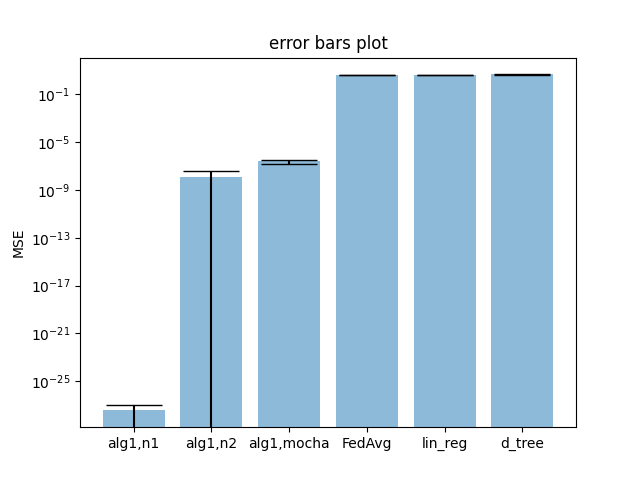 error bars plot
MSE
10⁻¹
10⁻⁵
10⁻⁹
10⁻¹³
10⁻¹⁷
10⁻²¹
10⁻²⁵
alg1,n1 alg1,n2 alg1,mocha FedAvg lin_reg d_tree